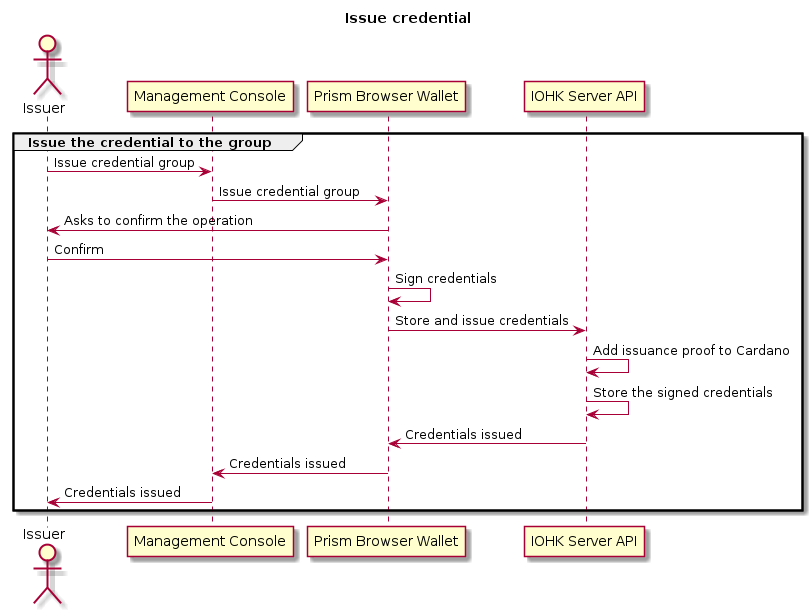 Issue credential
Issuer
Management Console
Prism Browser Wallet
IOHK Server API
Issue the credential to the group
Issue credential group
Issue credential group
Asks to confirm the operation
Confirm
Sign credentials
Store and issue credentials
Add issuance proof to Cardano
Store the signed credentials
Credentials issued
Credentials issued
Credentials issued
Issuer
Management Console
Prism Browser Wallet
IOHK Server API